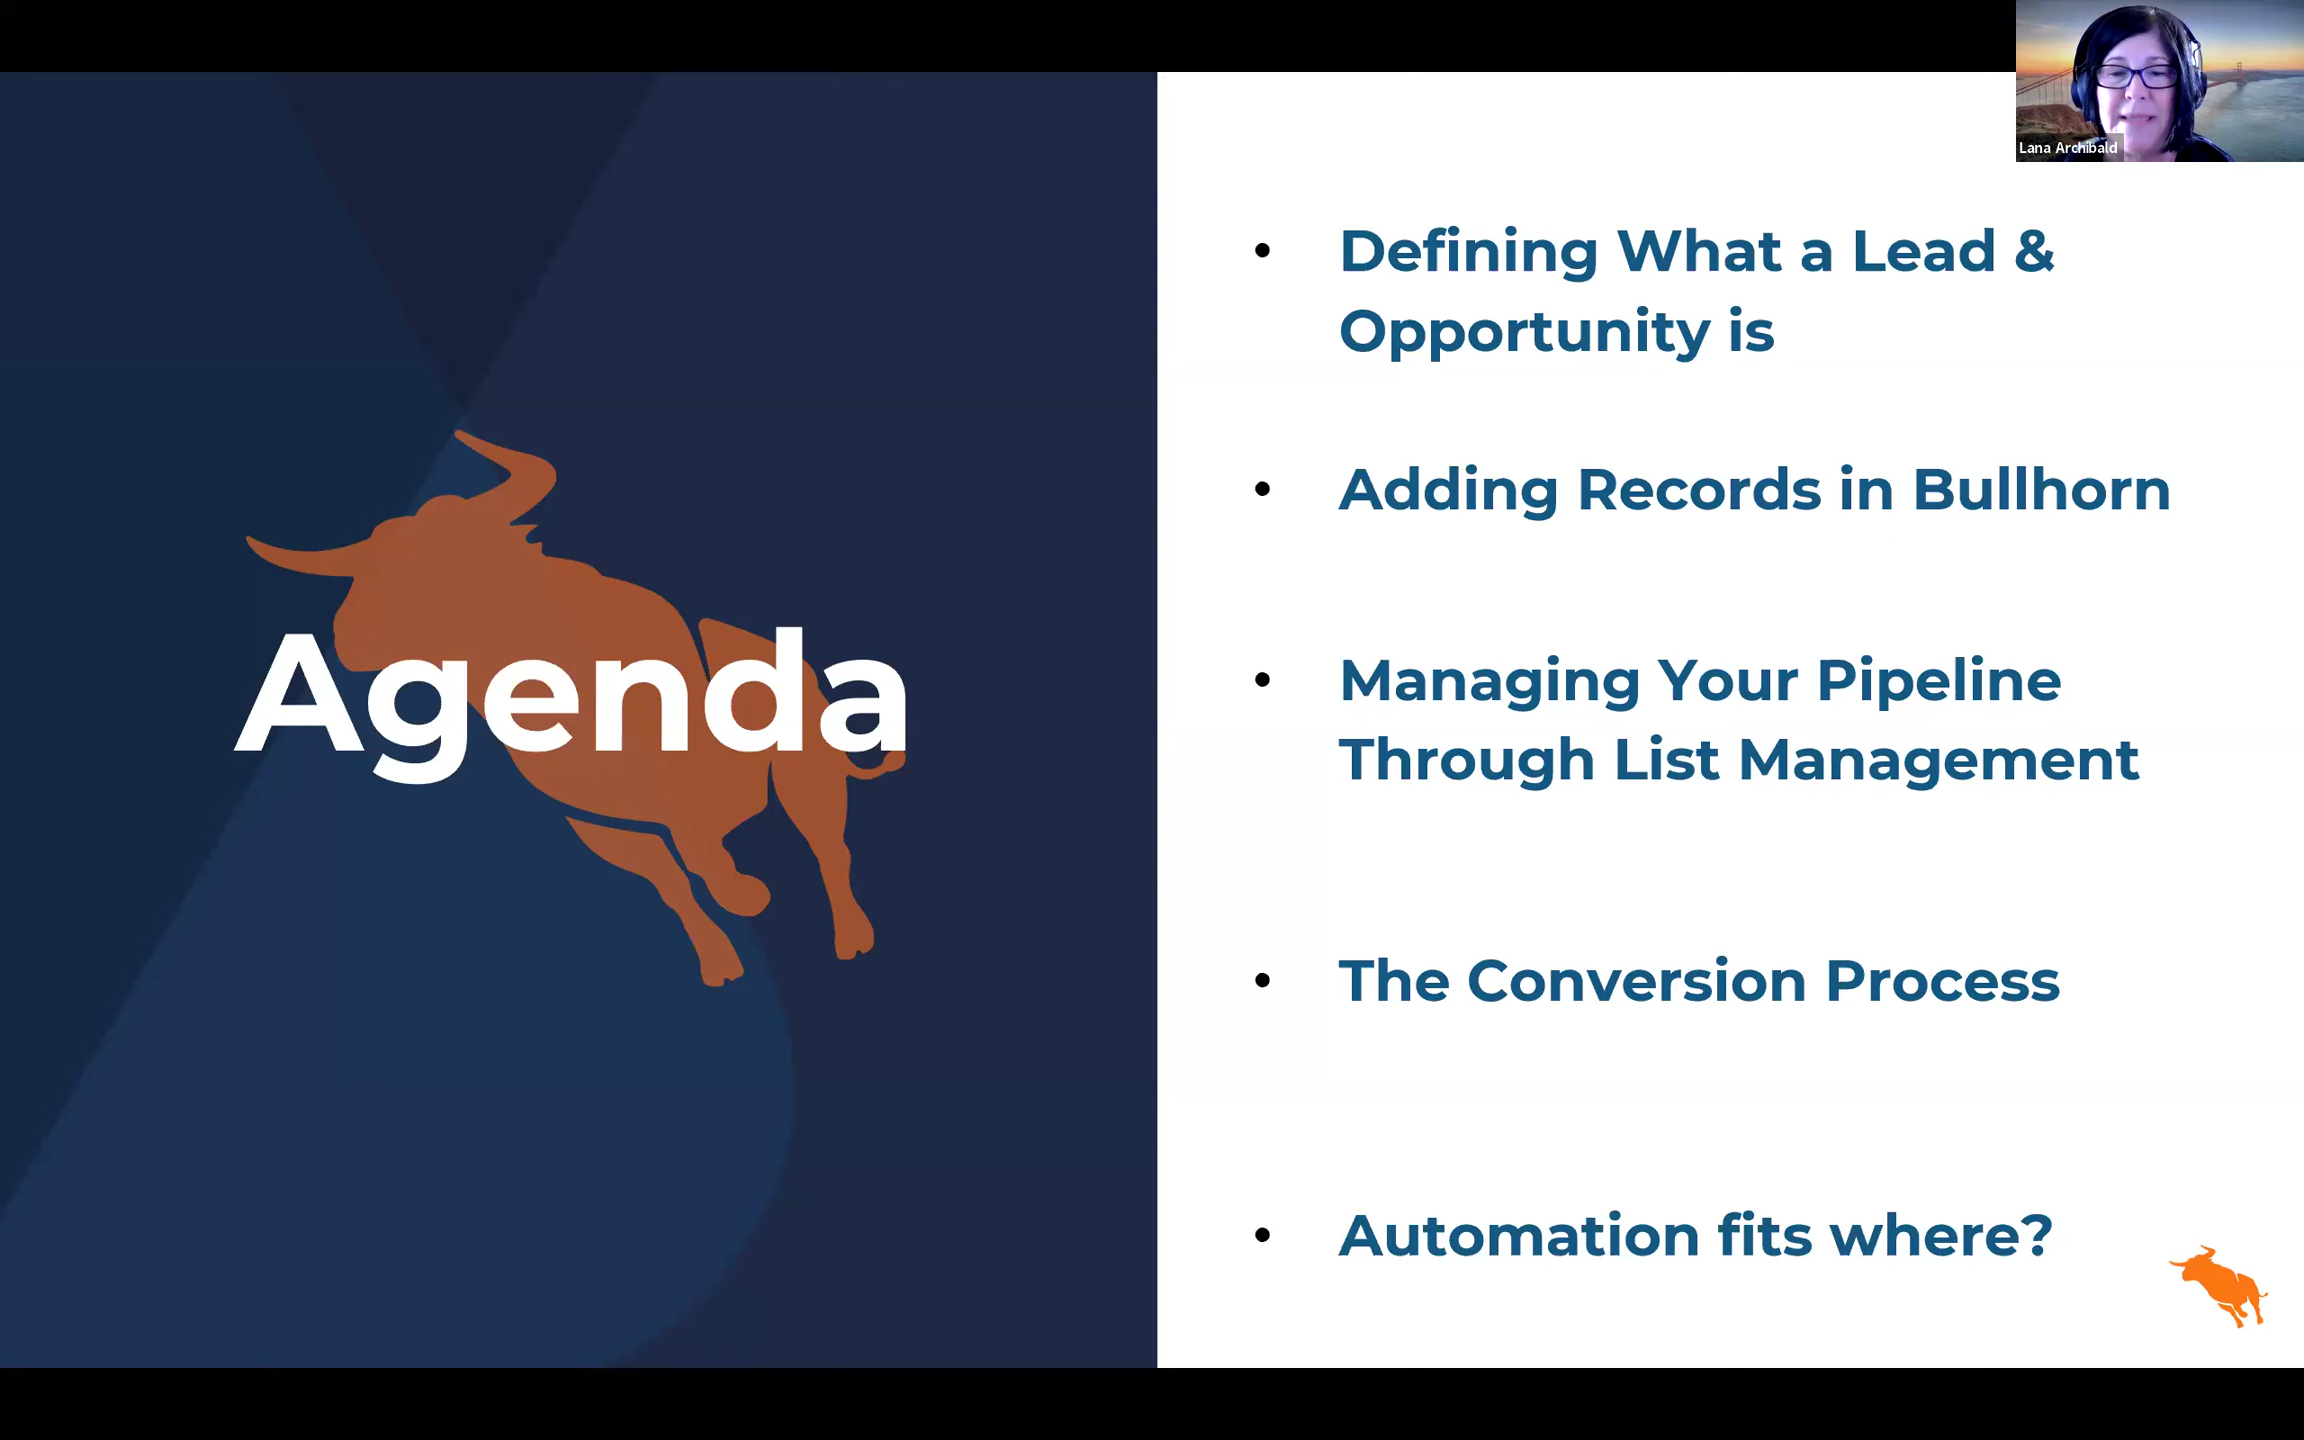 Lana Archibald
Agenda
• Defining What a Lead &
Opportunity is
• Adding Records in Bullhorn
• Managing Your Pipeline
Through List Management
• The Conversion Process
• Automation fits where?